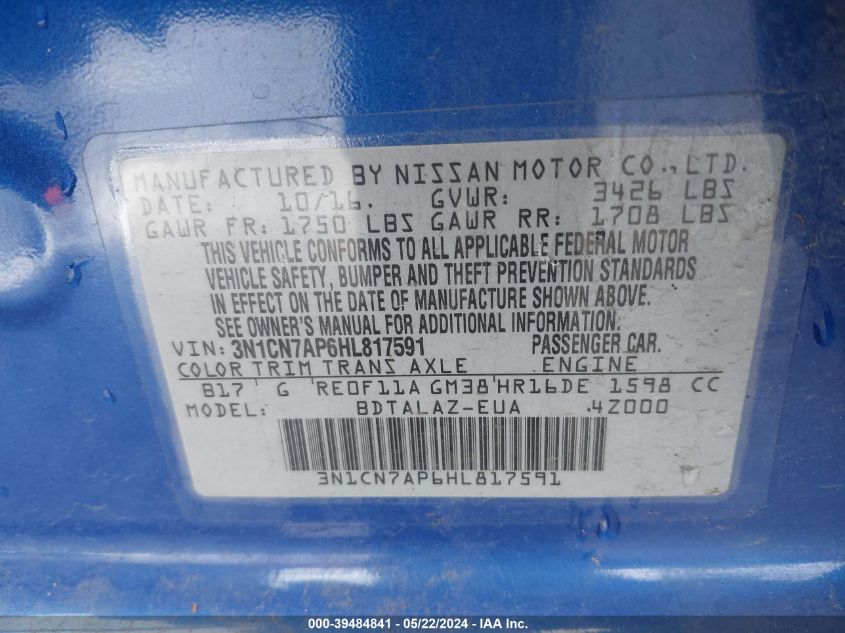 MANUFACTURED BY NISSAN MOTOR CO.,LTD.
DATE: 10/16. GVWR: 3426 LBS
GAWR FR: 1750 LBS GAWR RR: 1708 LBS
THIS VEHICLE CONFORMS TO ALL APPLICABLE FEDERAL MOTOR
VEHICLE SAFETY, BUMPER AND THEFT PREVENTION STANDARDS
IN EFFECT ON THE DATE OF MANUFACTURE SHOWN ABOVE.
SEE OWNER'S MANUAL FOR ADDITIONAL INFORMATION
VIN: 3N1CN7AP6HL817591 PASSENGER CAR.
COLOR TRIM TRANS AXLE ENGINE
B17 G RE0F11A GM38 HR16DE 1598 CC
MODEL: BDTALAZ-EUA .4Z000
3N1CN7AP6HL817591
000-39484841 - 05/22/2024 - IAA Inc.